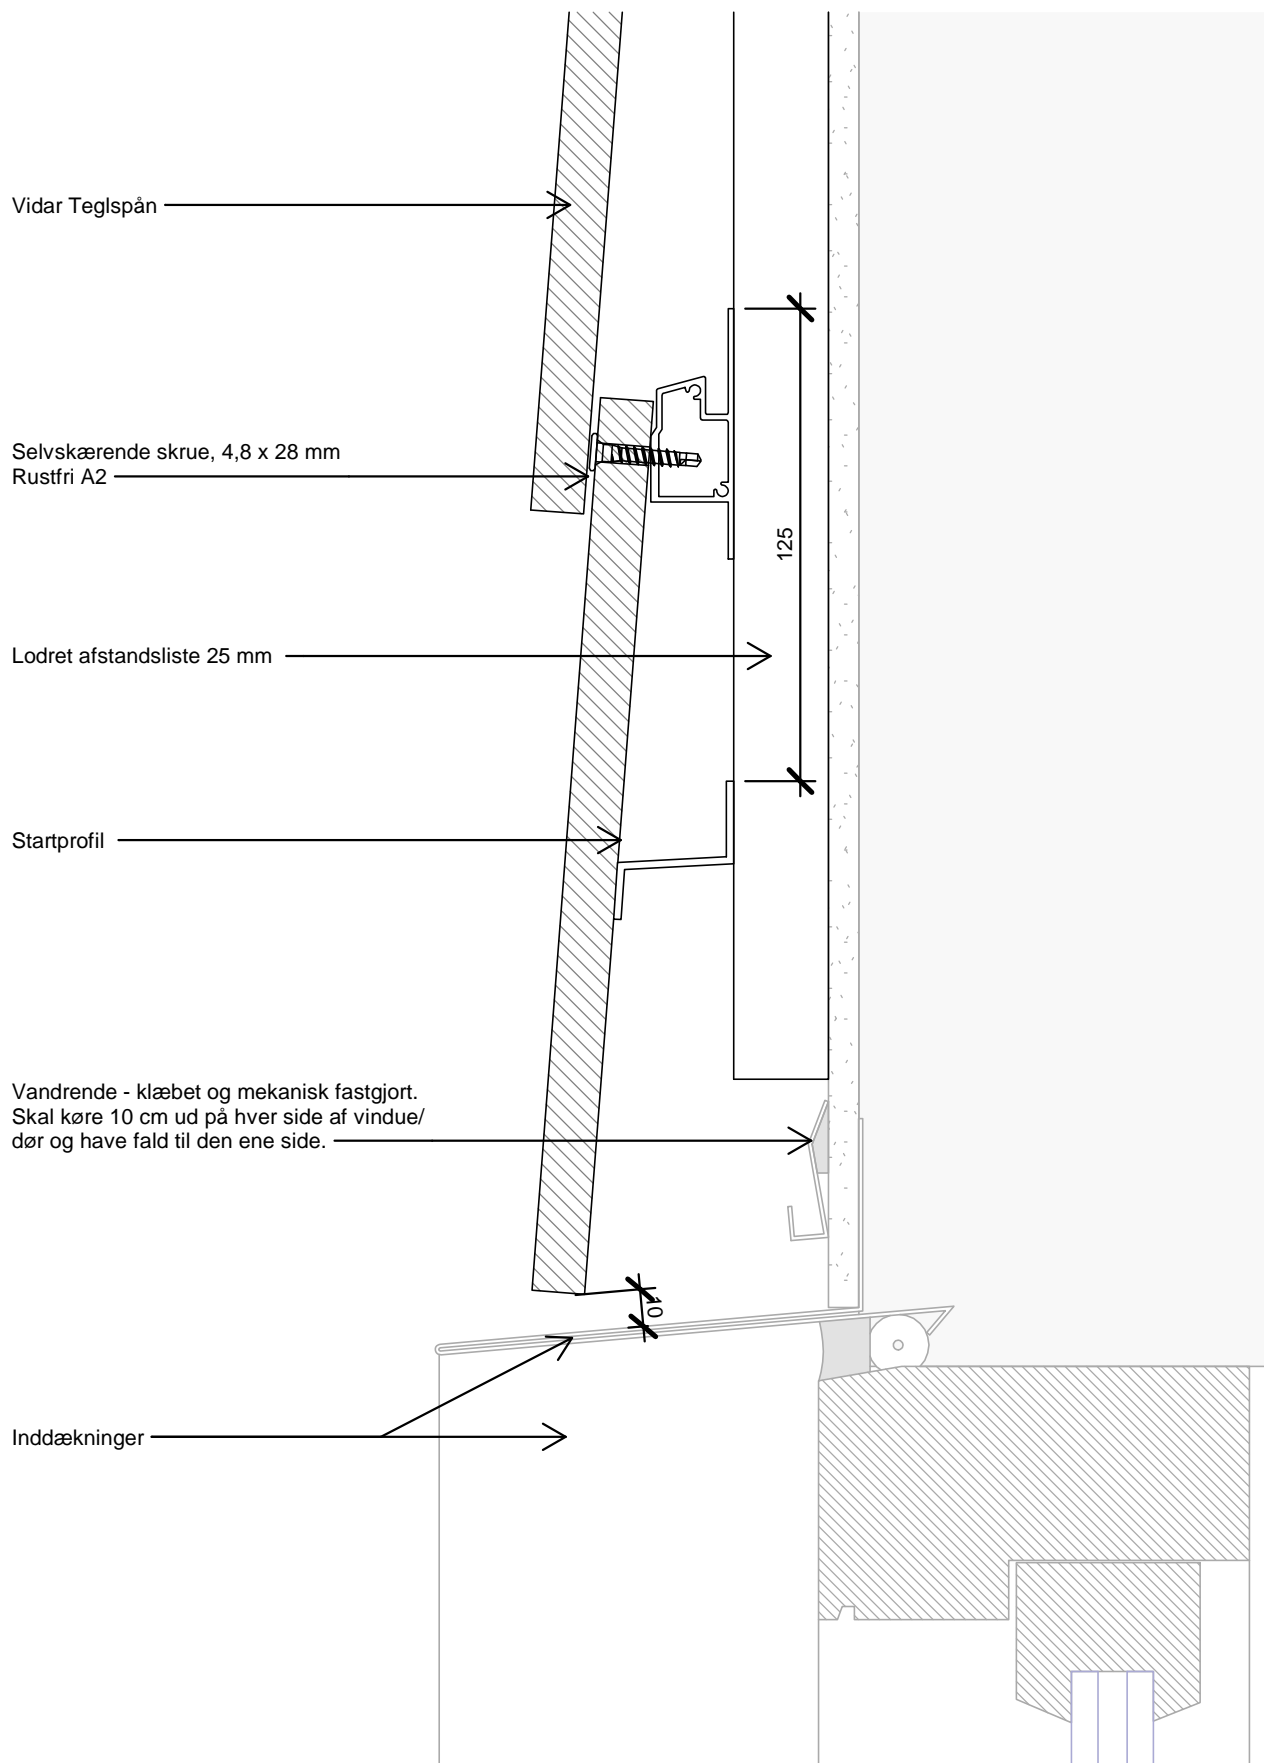 Vidar Teglspån
Selvskærende skrue, 4,8 x 28 mm
Rustfri A2
125
Lodret afstandsliste 25 mm
Startprofil
Vandrende - klæbet og mekanisk fastgjort.
Skal køre 10 cm ud på hver side af vindue/
dør og have fald til den ene side.
10
Inddækninger